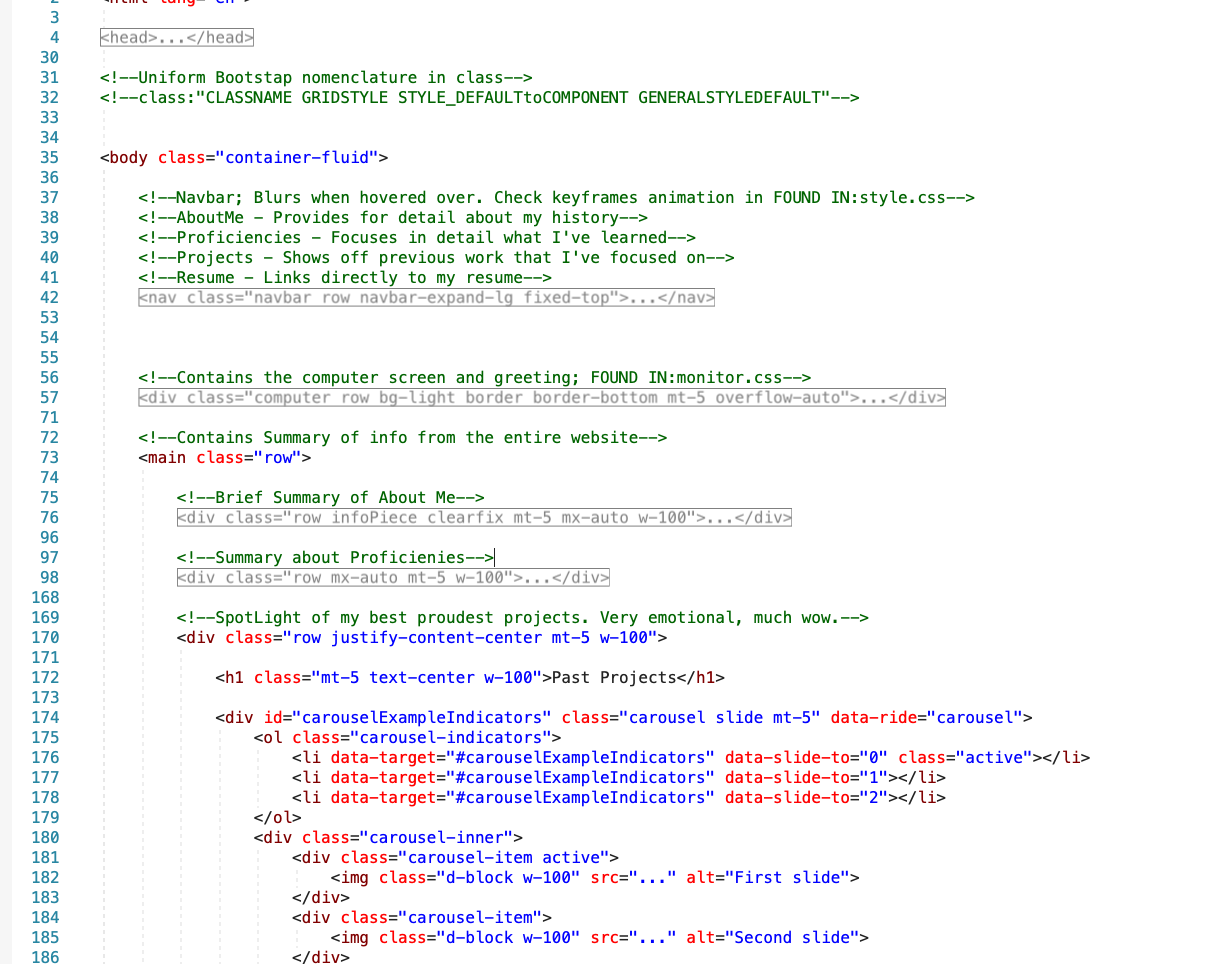 2 <html lang="en">
3
4 <head>...</head>
30
31 <!--Uniform Bootstap nomenclature in class-->
32 <!--class:"CLASSNAME GRIDSTYLE STYLE_DEFAULTtoCOMPONENT GENERALSTYLEDEFAULT"-->
33
34
35 <body class="container-fluid">
36
37 <!--Navbar; Blurs when hovered over. Check keyframes animation in FOUND IN:style.css-->
38 <!--AboutMe - Provides for detail about my history-->
39 <!--Proficiencies - Focuses in detail what I've learned-->
40 <!--Projects - Shows off previous work that I've focused on-->
41 <!--Resume - Links directly to my resume-->
42 <nav class="navbar row navbar-expand-lg fixed-top">...</nav>
53
54
55
56 <!--Contains the computer screen and greeting; FOUND IN:monitor.css-->
57 <div class="computer row bg-light border border-bottom mt-5 overflow-auto">...</div>
71
72 <!--Contains Summary of info from the entire website-->
73 <main class="row">
74
75 <!--Brief Summary of About Me-->
76 <div class="row infoPiece clearfix mt-5 mx-auto w-100">...</div>
96
97 <!--Summary about Proficienies-->
98 <div class="row mx-auto mt-5 w-100">...</div>
168
169 <!--SpotLight of my best proudest projects. Very emotional, much wow.-->
170 <div class="row justify-content-center mt-5 w-100">
171
172 <h1 class="mt-5 text-center w-100">Past Projects</h1>
173
174 <div id="carouselExampleIndicators" class="carousel slide mt-5" data-ride="carousel">
175 <ol class="carousel-indicators">
176 <li data-target="#carouselExampleIndicators" data-slide-to="0" class="active"></li>
177 <li data-target="#carouselExampleIndicators" data-slide-to="1"></li>
178 <li data-target="#carouselExampleIndicators" data-slide-to="2"></li>
179 </ol>
180 <div class="carousel-inner">
181 <div class="carousel-item active">
182 <img class="d-block w-100" src="..." alt="First slide">
183 </div>
184 <div class="carousel-item">
185 <img class="d-block w-100" src="..." alt="Second slide">
186 </div>